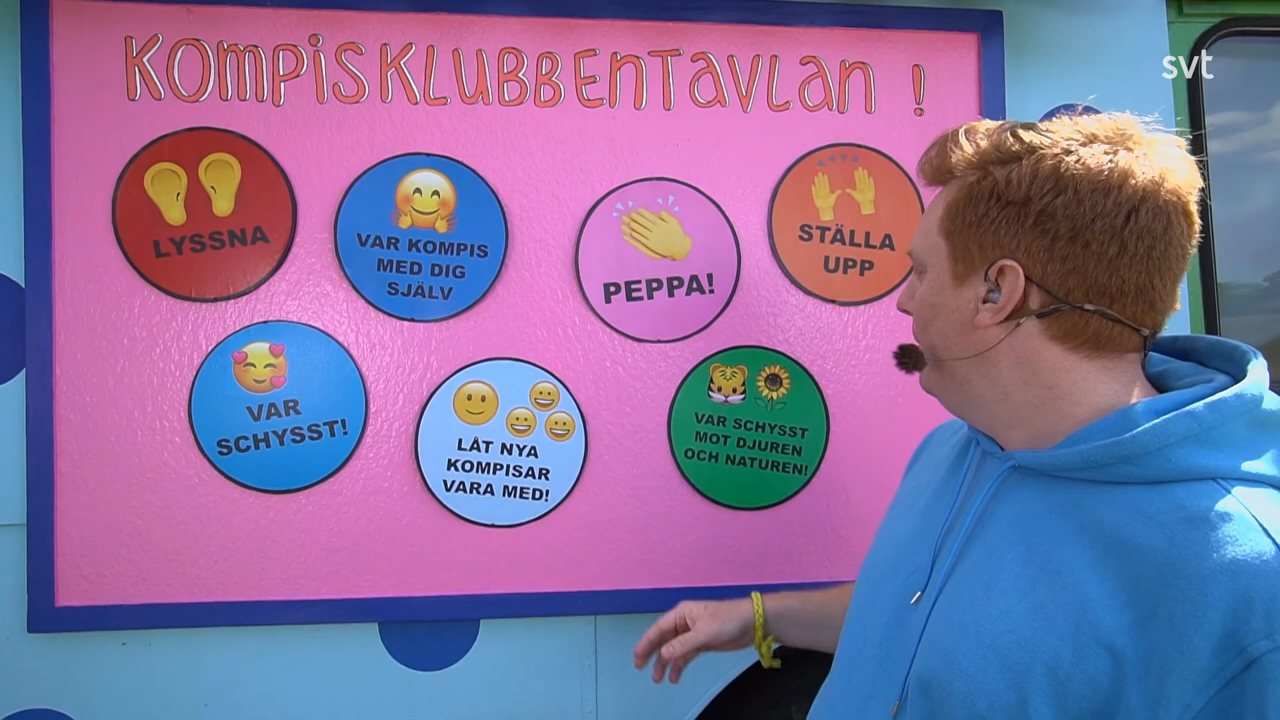 KOMPISKLUBBENTAVLAN !
svt
LYSSNA
VAR KOMPIS
MED DIG
SJÄLV
PEPPA!
STÄLLA
UPP
VAR
SCHYSST!
LÅT NYA
KOMPISAR
VARA MED!
VAR SCHYSST
MOT DJUREN
OCH NATUREN!